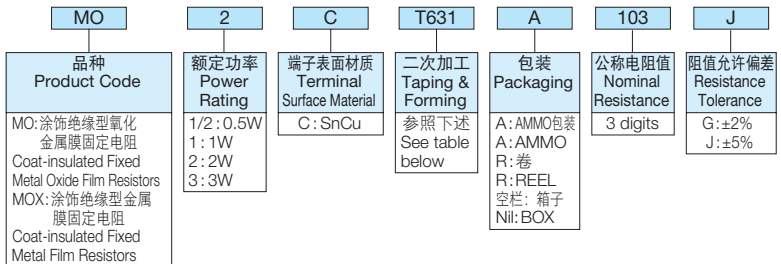 MO 2 C T631 A 103 J
品种
Product Code
额定功率
Power
Rating
端子表面材质
Terminal
Surface Material
二次加工
Taping &
Forming
包装
Packaging
公称电阻值
Nominal
Resistance
阻值允许偏差
Resistance
Tolerance
MO:涂饰绝缘型氧化
金属膜固定电阻
Coat-insulated Fixed
Metal Oxide Film Resistors
MOX:涂饰绝缘型金属
膜固定电阻
Coat-insulated Fixed
Metal Film Resistors
1/2:0.5W
1:1W
2:2W
3:3W
C:SnCu
参照下述
See table
below
A:AMMO包装
A:AMMO
R:卷
R:REEL
空栏：箱子
Nil:BOX
3 digits
G:±2%
J:±5%